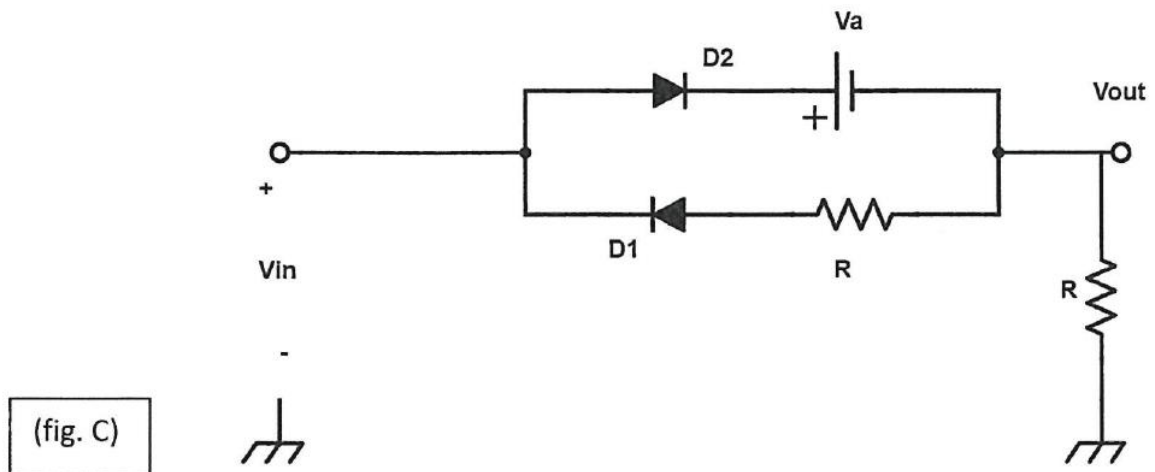 Va
D2
Vout
+
+
D1
R
Vin
R
-
(fig. C)